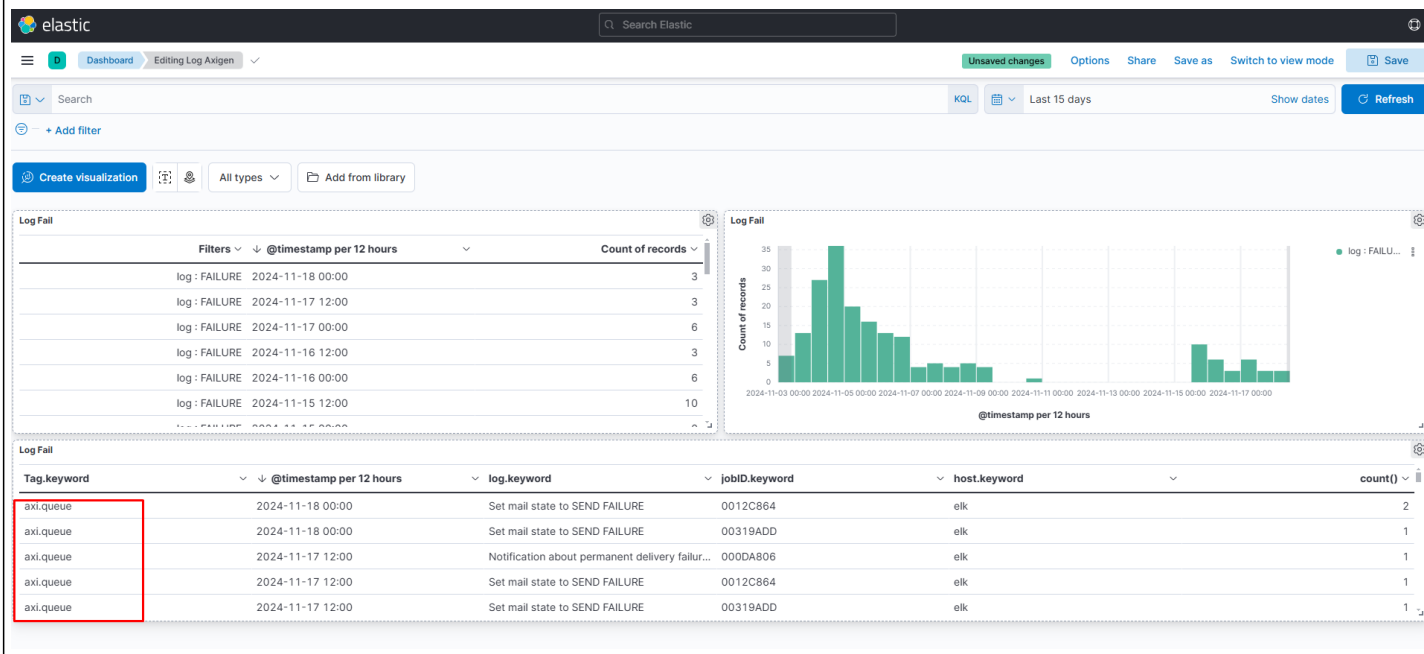 elastic
Search Elastic
D Dashboard Editing Log Axigen Unsaved changes Options Share Save as Switch to view mode Save
Search KQL Last 15 days Show dates Refresh
+ Add filter
Create visualization All types Add from library
Log Fail
Filters @timestamp per 12 hours Count of records
log : FAILURE 2024-11-18 00:00 3
log : FAILURE 2024-11-17 12:00 3
log : FAILURE 2024-11-17 00:00 6
log : FAILURE 2024-11-16 12:00 3
log : FAILURE 2024-11-16 00:00 6
log : FAILURE 2024-11-15 12:00 10
Log Fail
35
30
25
20
15
10
5
0
Count of records
2024-11-03 00:00 2024-11-05 00:00 2024-11-07 00:00 2024-11-09 00:00 2024-11-11 00:00 2024-11-13 00:00 2024-11-15 00:00 2024-11-17 00:00
@timestamp per 12 hours
log : FAILU...
Log Fail
Tag.keyword @timestamp per 12 hours log.keyword jobID.keyword host.keyword count()
axi.queue 2024-11-18 00:00 Set mail state to SEND FAILURE 0012C864 elk 2
axi.queue 2024-11-18 00:00 Set mail state to SEND FAILURE 00319ADD elk 1
axi.queue 2024-11-17 12:00 Notification about permanent delivery failur... 000DA806 elk 1
axi.queue 2024-11-17 12:00 Set mail state to SEND FAILURE 0012C864 elk 1
axi.queue 2024-11-17 12:00 Set mail state to SEND FAILURE 00319ADD elk 1